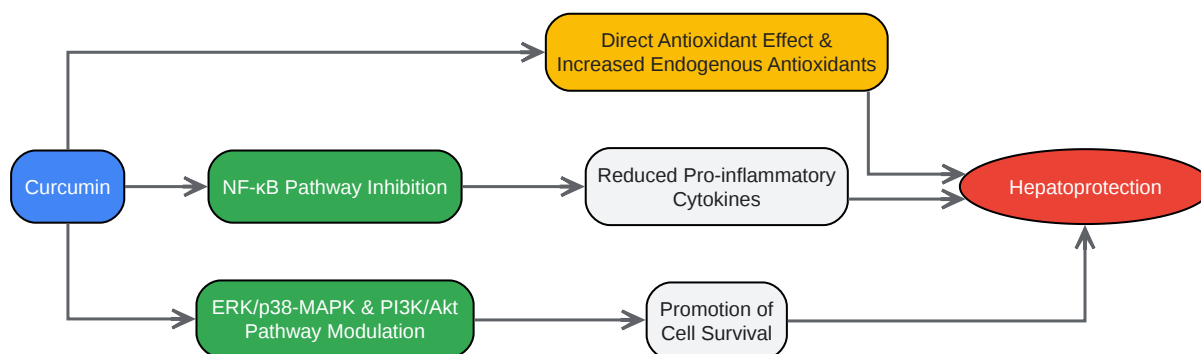 Direct Antioxidant Effect &
Increased Endogenous Antioxidants
Curcumin
NF-κB Pathway Inhibition
Reduced Pro-inflammatory
Cytokines
Hepatoprotection
ERK/p38-MAPK & PI3K/Akt
Pathway Modulation
Promotion of
Cell Survival